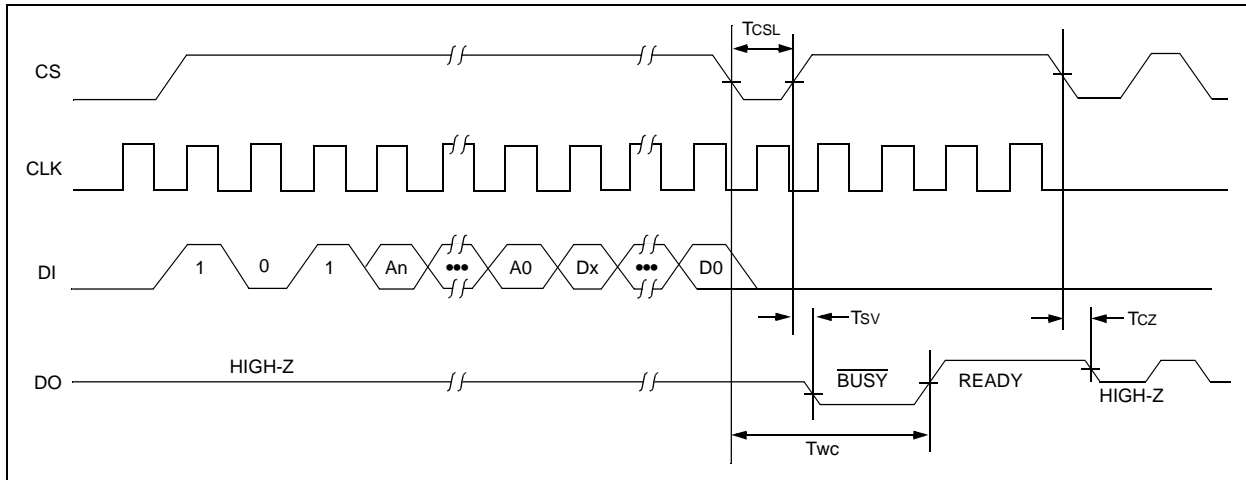 TCSL
CS
CLK
DI 1 0 1 An ••• A0 Dx ••• D0
TSV
TCZ
DO HIGH-Z BUSY READY HIGH-Z
TWC